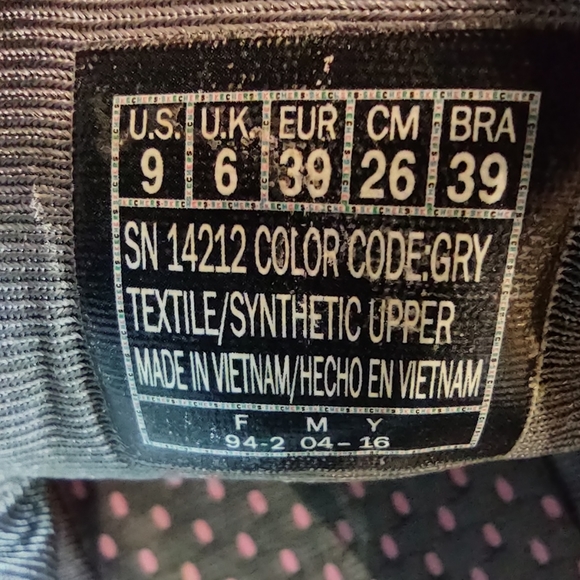 U.S. U.K. EUR CM BRA
9 6 39 26 39
SN 14212 COLOR CODE:GRY
TEXTILE/SYNTHETIC UPPER
MADE IN VIETNAM/HECHO EN VIETNAM
F M Y
94-2 04-16